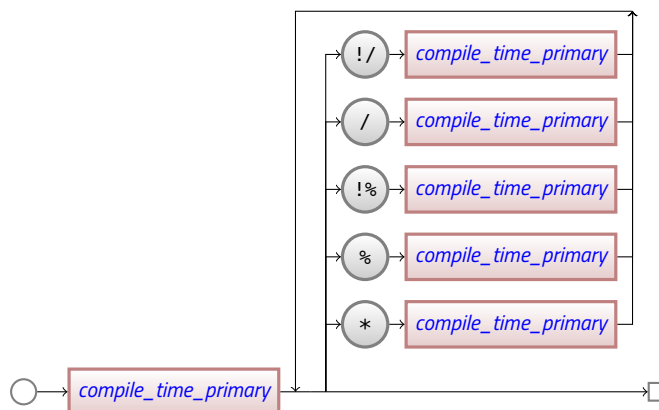 !/ compile_time_primary
/ compile_time_primary
!% compile_time_primary
% compile_time_primary
* compile_time_primary
compile_time_primary